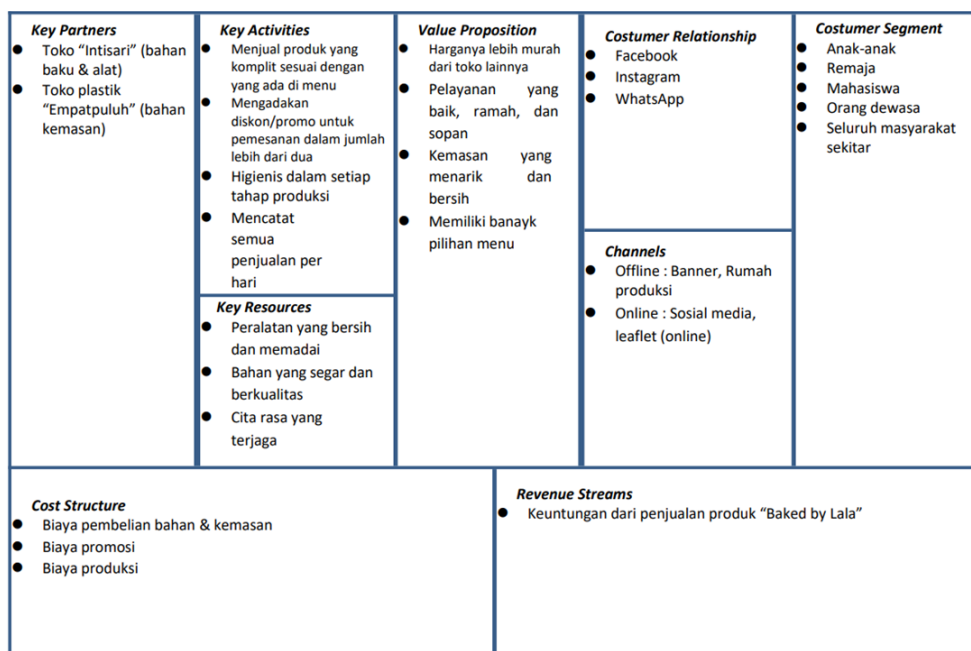 Key Partners
● Toko “Intisari” (bahan
baku & alat)
● Toko plastik
“Empatpuluh” (bahan
kemasan)
Key Activities
● Menjual produk yang
komplit sesuai dengan
yang ada di menu
● Mengadakan
diskon/promo untuk
pemesanan dalam jumlah
lebih dari dua
● Higienis dalam setiap
tahap produksi
● Mencatat
semua
penjualan per
hari
Key Resources
● Peralatan yang bersih
dan memadai
● Bahan yang segar dan
berkualitas
● Cita rasa yang
terjaga
Value Proposition
● Harganya lebih murah
dari toko lainnya
● Pelayanan yang
baik, ramah, dan
sopan
● Kemasan yang
menarik dan
bersih
● Memiliki banayk
pilihan menu
Costumer Relationship
● Facebook
● Instagram
● WhatsApp
Channels
● Offline : Banner, Rumah
produksi
● Online : Sosial media,
leaflet (online)
Costumer Segment
● Anak-anak
● Remaja
● Mahasiswa
● Orang dewasa
● Seluruh masyarakat
sekitar
Cost Structure
● Biaya pembelian bahan & kemasan
● Biaya promosi
● Biaya produksi
Revenue Streams
● Keuntungan dari penjualan produk “Baked by Lala”